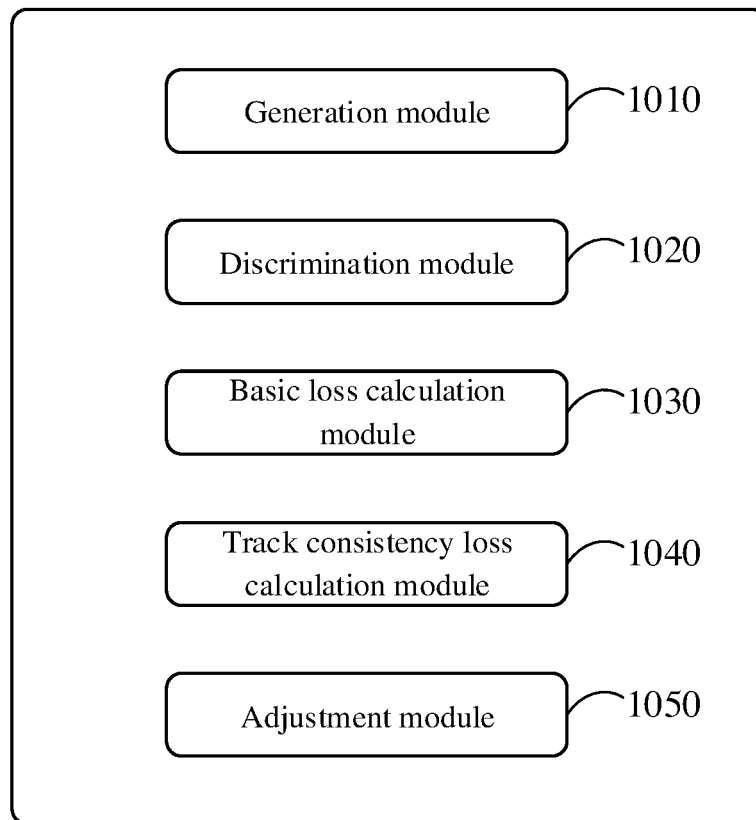 Generation module
1010
Discrimination module
1020
Basic loss calculation
module
1030
Track consistency loss
calculation module
1040
Adjustment module
1050